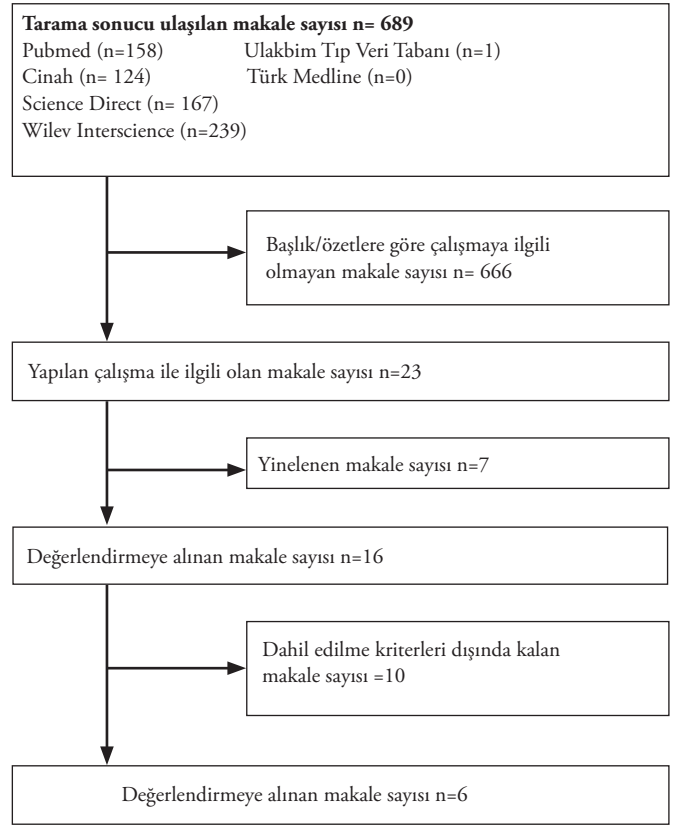 Tarama sonucu ulaşılan makale sayısı n= 689
Pubmed (n=158) Ulakbim Tıp Veri Tabanı (n=1)
Cinah (n= 124) Türk Medline (n=0)
Science Direct (n= 167)
Wilev Interscience (n=239)
Başlık/özetlere göre çalışmaya ilgili
olmayan makale sayısı n= 666
Yapılan çalışma ile ilgili olan makale sayısı n=23
Yinelenen makale sayısı n=7
Değerlendirmeye alınan makale sayısı n=16
Dahil edilme kriterleri dışında kalan
makale sayısı =10
Değerlendirmeye alınan makale sayısı n=6